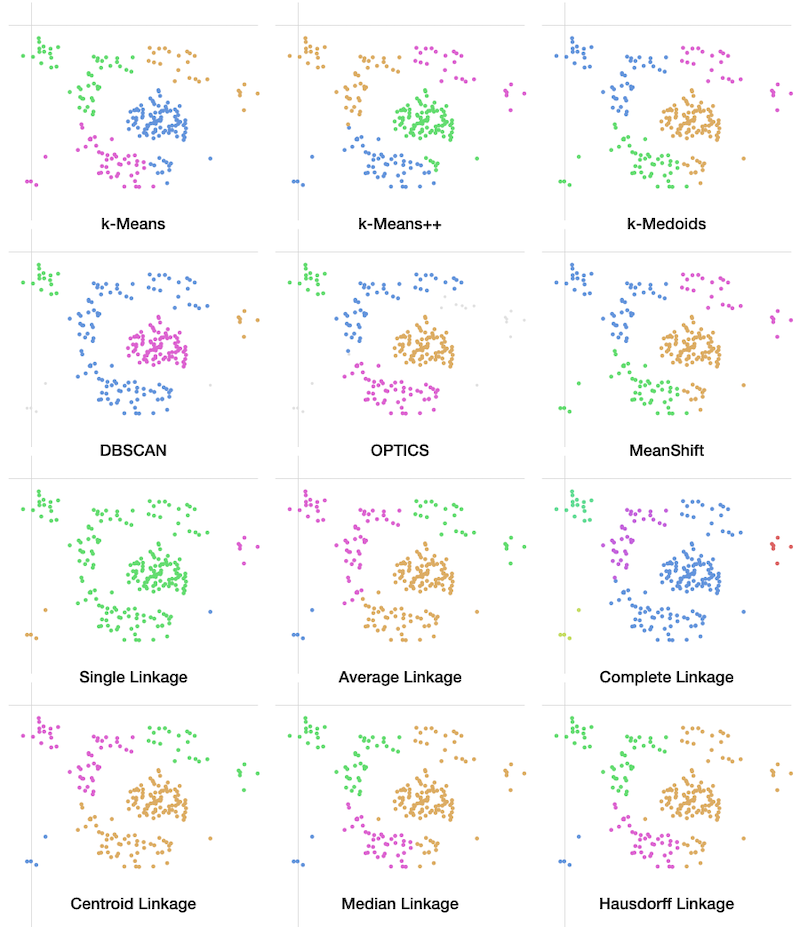 k-Means
k-Means++
k-Medoids
DBSCAN
OPTICS
MeanShift
Single Linkage
Average Linkage
Complete Linkage
Centroid Linkage
Median Linkage
Hausdorff Linkage